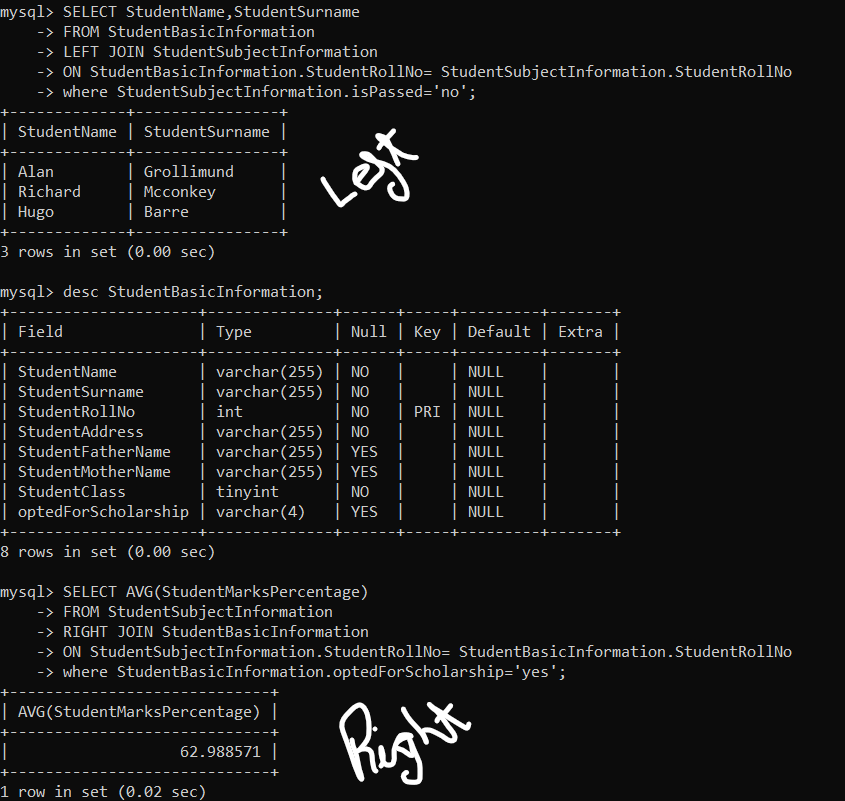 mysql> SELECT StudentName,StudentSurname
    -> FROM StudentBasicInformation
    -> LEFT JOIN StudentSubjectInformation
    -> ON StudentBasicInformation.StudentRollNo= StudentSubjectInformation.StudentRollNo
    -> where StudentSubjectInformation.isPassed='no';
+-------------+----------------+
| StudentName | StudentSurname |
+-------------+----------------+
| Alan        | Grollimund     |
| Richard     | Mcconkey       |
| Hugo        | Barre          |
+-------------+----------------+
Left
3 rows in set (0.00 sec)
mysql> desc StudentBasicInformation;
+---------------------+--------------+------+-----+---------+-------+
| Field               | Type         | Null | Key | Default | Extra |
+---------------------+--------------+------+-----+---------+-------+
| StudentName         | varchar(255) | NO   |     | NULL    |       |
| StudentSurname      | varchar(255) | NO   |     | NULL    |       |
| StudentRollNo       | int          | NO   | PRI | NULL    |       |
| StudentAddress      | varchar(255) | NO   |     | NULL    |       |
| StudentFatherName   | varchar(255) | YES  |     | NULL    |       |
| StudentMotherName   | varchar(255) | YES  |     | NULL    |       |
| StudentClass        | tinyint      | NO   |     | NULL    |       |
| optedForScholarship | varchar(4)   | YES  |     | NULL    |       |
+---------------------+--------------+------+-----+---------+-------+
8 rows in set (0.00 sec)
mysql> SELECT AVG(StudentMarksPercentage)
    -> FROM StudentSubjectInformation
    -> RIGHT JOIN StudentBasicInformation
    -> ON StudentSubjectInformation.StudentRollNo= StudentBasicInformation.StudentRollNo
    -> where StudentBasicInformation.optedForScholarship='yes';
+-----------------------------+
| AVG(StudentMarksPercentage) |
+-----------------------------+
|                   62.988571 |
+-----------------------------+
Right
1 row in set (0.02 sec)